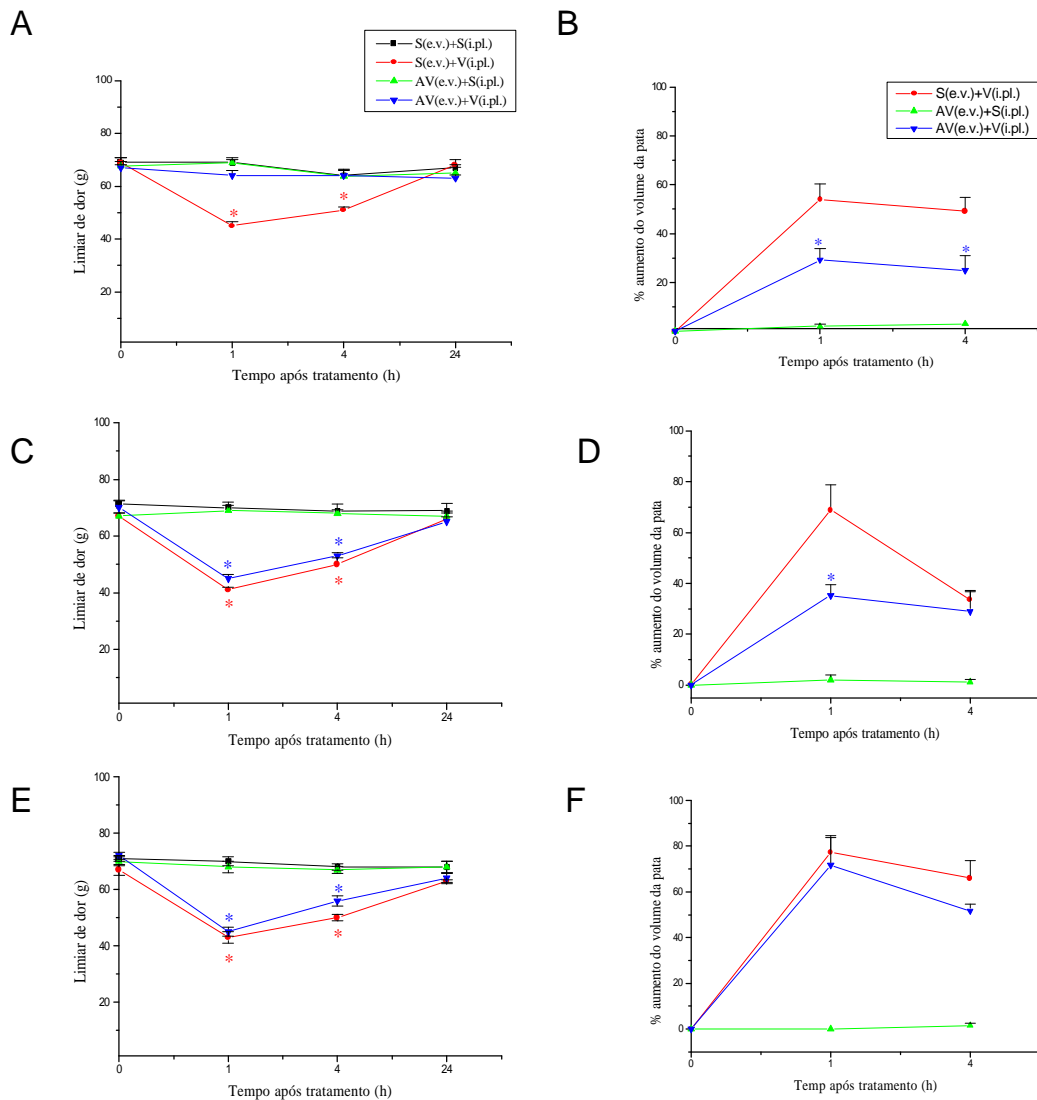 A
S(e.v.)+S(i.pl.)
S(e.v.)+V(i.pl.)
AV(e.v.)+S(i.pl.)
AV(e.v.)+V(i.pl.)
100
80
60
40
20
Limiar de dor (g)
* *
0 1 4 24
Tempo após tratamento (h)
B
S(e.v.)+V(i.pl.)
AV(e.v.)+S(i.pl.)
AV(e.v.)+V(i.pl.)
100
80
60
40
20
0
% aumento do volume da pata
* *
0 1 4
Tempo após tratamento (h)
C
100
80
60
40
20
Limiar de dor (g)
* *
* *
0 1 4 24
Tempo após tratamento (h)
D
100
80
60
40
20
0
% aumento do volume da pata
*
0 1 4
Tempo após tratamento (h)
E
100
80
60
40
20
Limiar de dor (g)
* *
* *
0 1 4 24
Tempo após tratamento (h)
F
100
80
60
40
20
0
% aumento do volume da pata
0 1 4
Temp após tratamento (h)